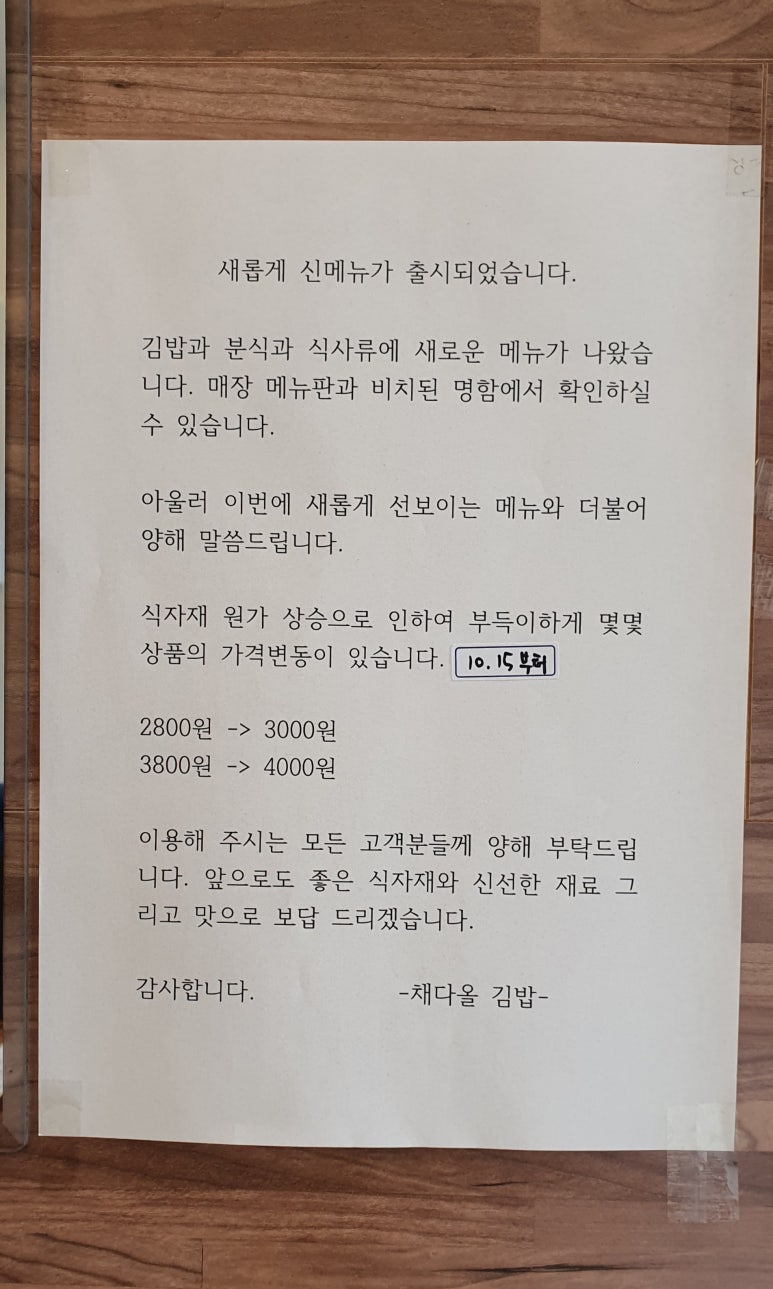 새롭게 신메뉴가 출시되었습니다.
김밥과 분식과 식사류에 새로운 메뉴가 나왔습
니다. 매장 메뉴판과 비치된 명함에서 확인하실
수 있습니다.
아울러 이번에 새롭게 선보이는 메뉴와 더불어
양해 말씀드립니다.
식자재 원가 상승으로 인하여 부득이하게 몇몇
상품의 가격변동이 있습니다. 10.15부터
2800원 -> 3000원
3800원 -> 4000원
이용해 주시는 모든 고객분들께 양해 부탁드립
니다. 앞으로도 좋은 식자재와 신선한 재료 그
리고 맛으로 보답 드리겠습니다.
감사합니다. -채다올 김밥-